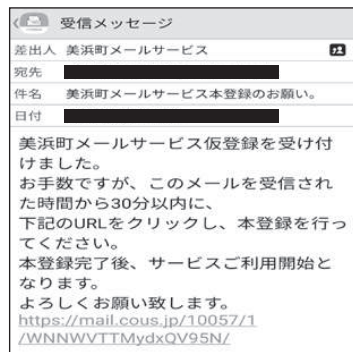 受信メッセージ
差出人 美浜町メールサービス
宛先
件名 美浜町メールサービス本登録のお願い。
日付
美浜町メールサービス仮登録を受け付
けました。
お手数ですが、このメールを受信され
た時間から30分以内に、
下記のURLをクリックし、本登録を行っ
てください。
本登録完了後、サービスご利用開始と
なります。
よろしくお願い致します。
https://mail.cous.jp/10057/1
/WNNWVTTMydxQV95N/